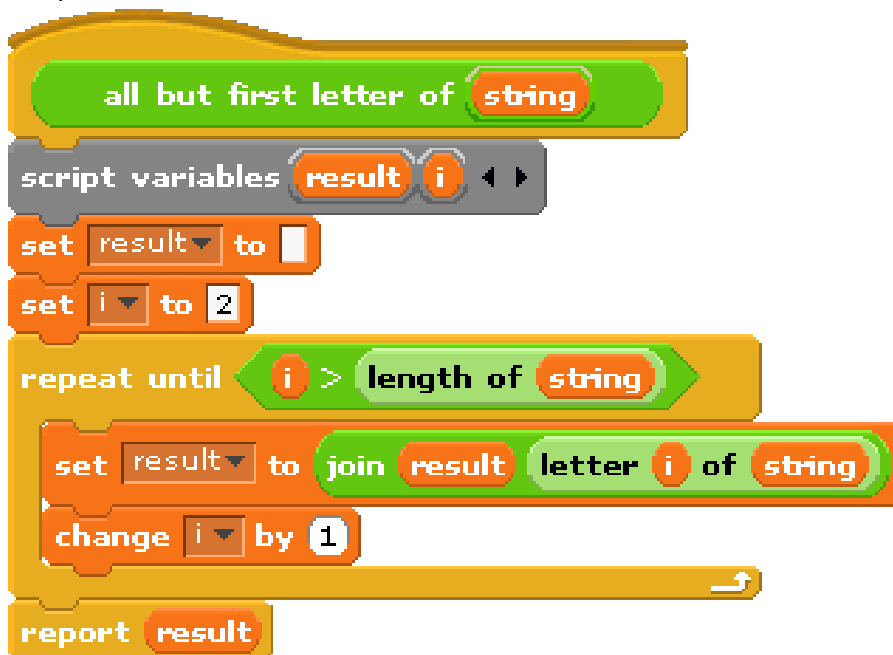 all but first letter of string
script variables result i
set result to
set i to 2
repeat until i > length of string
set result to join result letter i of string
change i by 1
report result